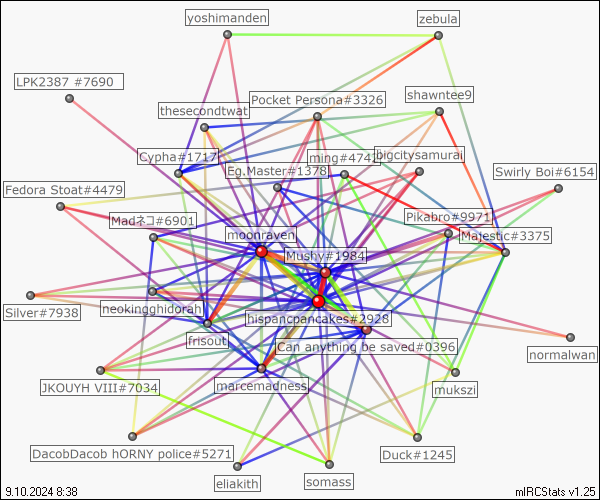 yoshimanden
zebula
LPK2387 #7690
thesecondtwat
Pocket Persona#3326
shawntee9
Cypha#1717
Eg.Master#1378
ming#4742
bigcitysamurai
Swirly Boi#6154
Fedora Stoat#4479
Madネコ#6901
moonraven
Pikabro#9971
Majestic#3375
Mushy#1984
Silver#7938
neokingghidorah
hispancpancakes#2928
frisout
Can anything be saved#0396
normalwan
JKOUYH VIII#7034
marcemadness
mukszi
DacobDacob hORNY police#5271
Duck#1245
eliakith
somass
9.10.2024 8:38
mIRCStats v1.25